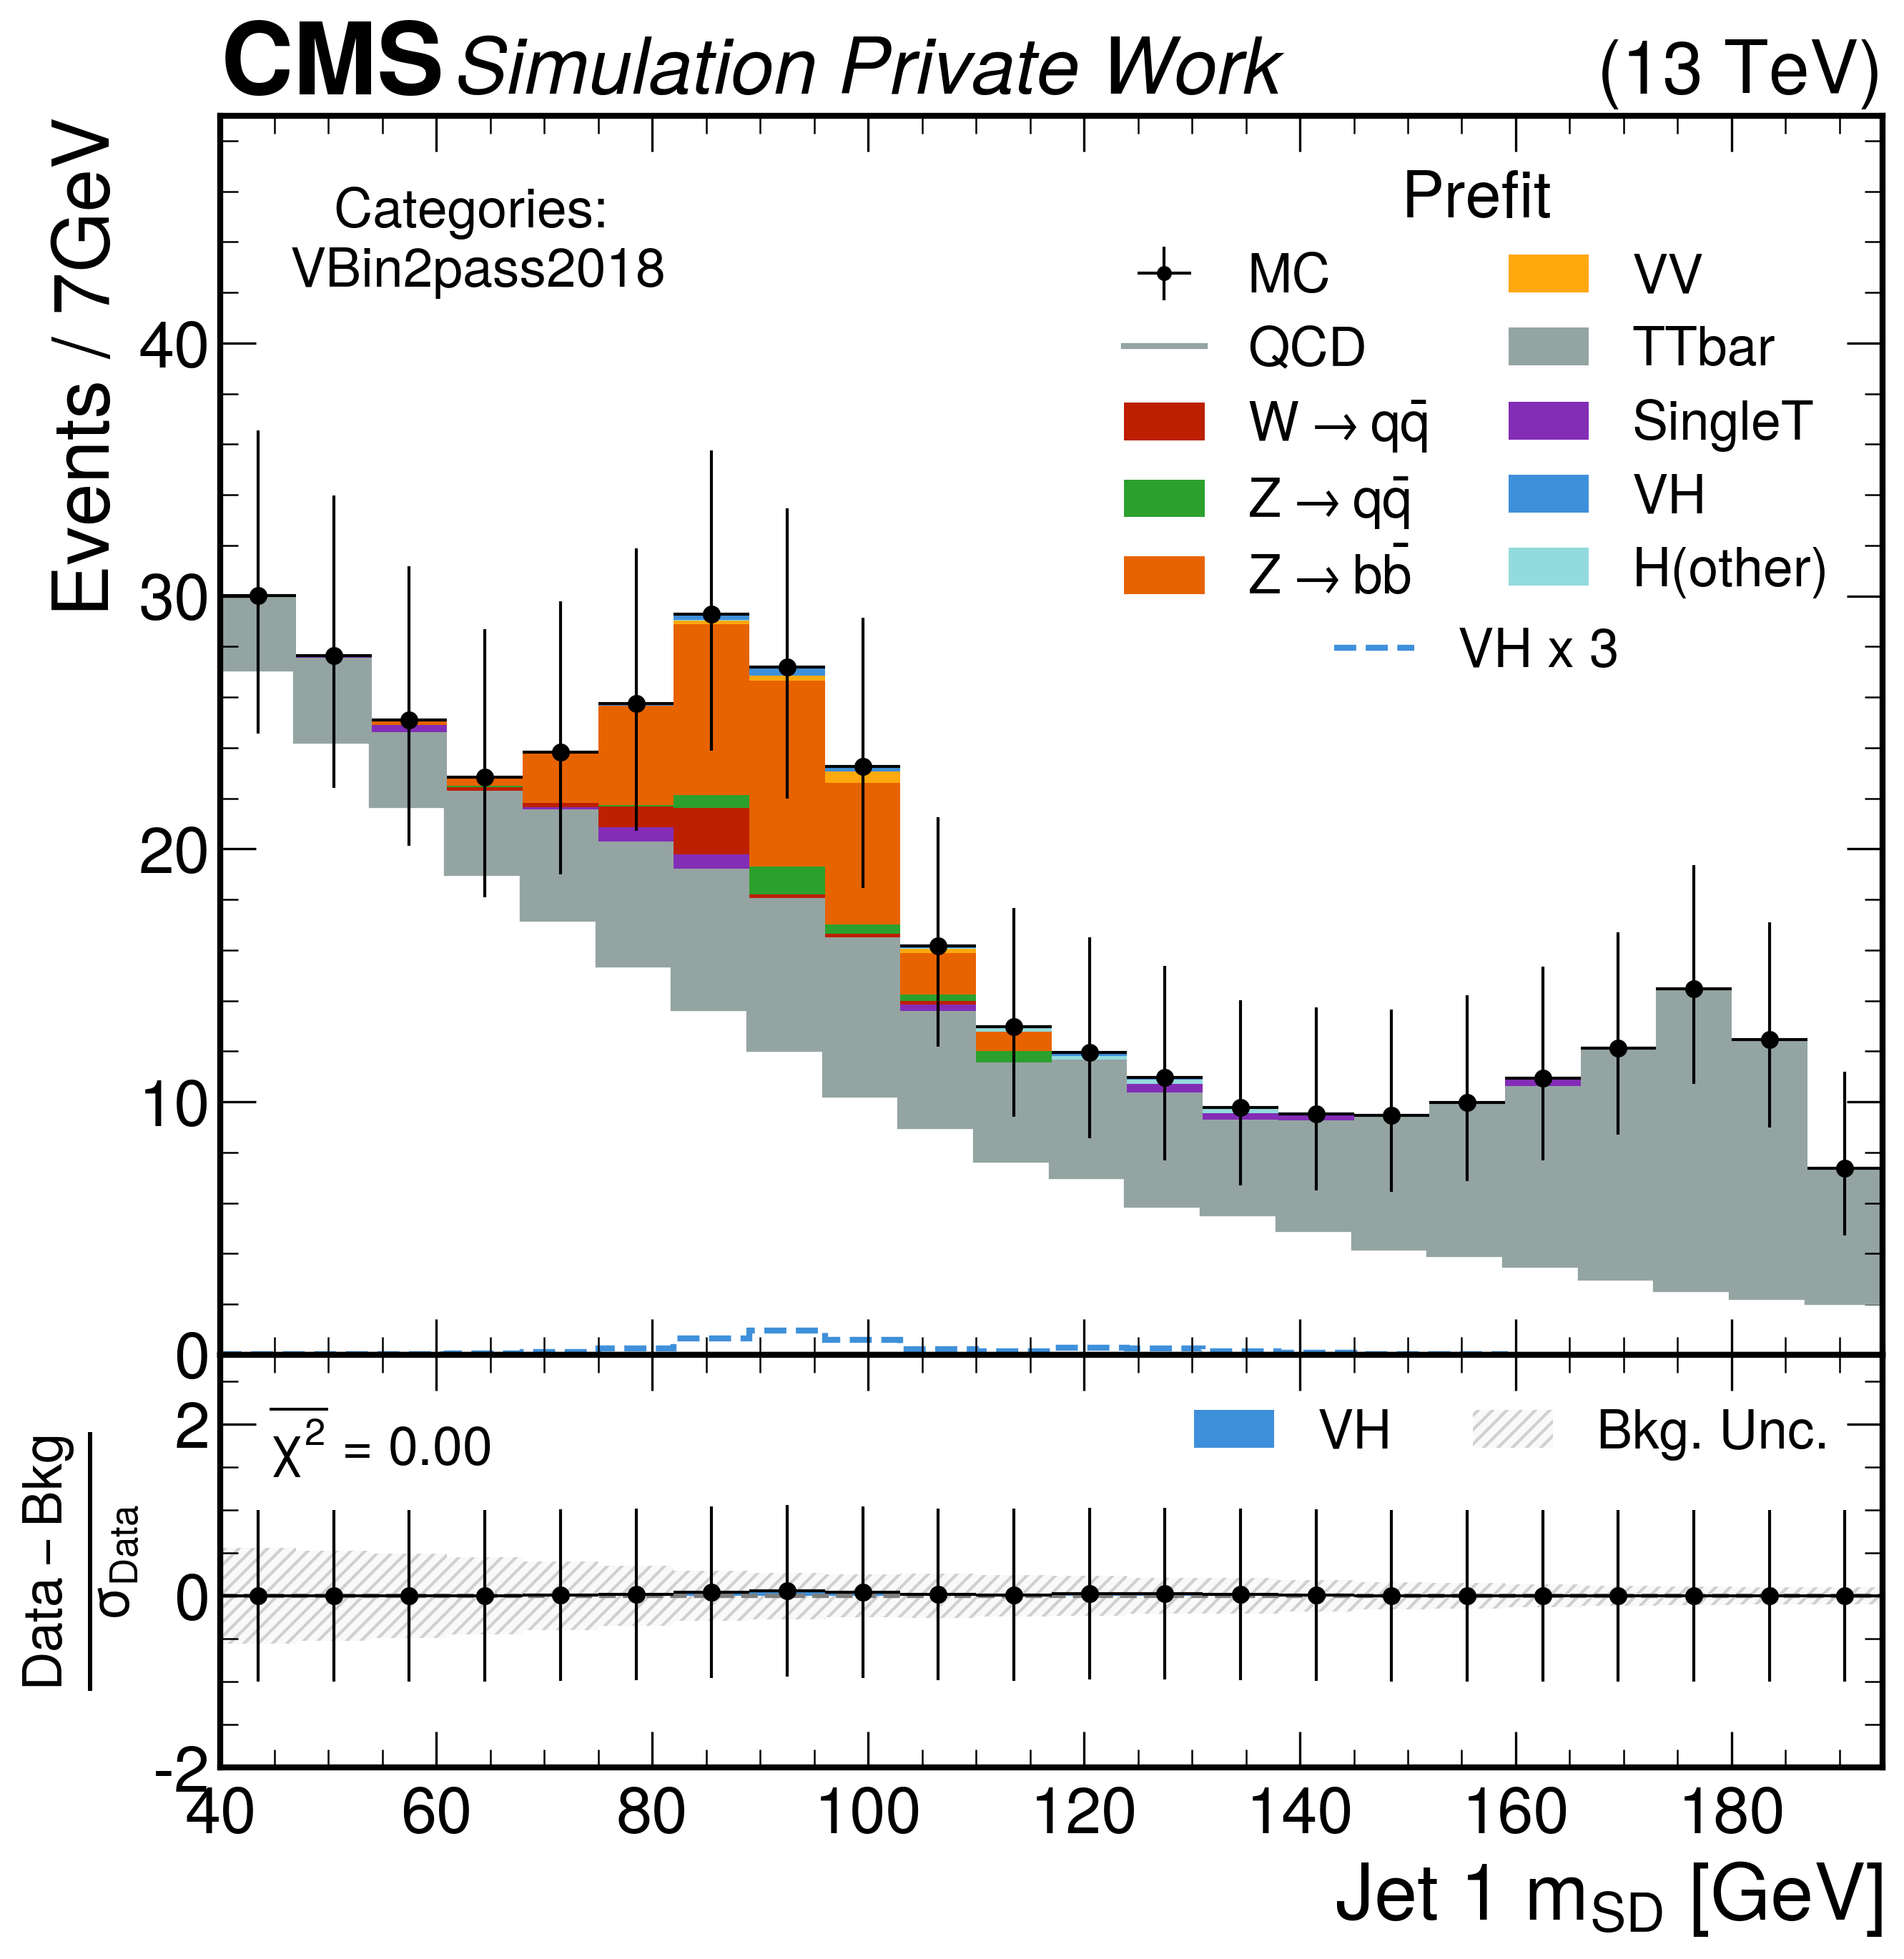 CMS Simulation Private Work (13 TeV)
Events / 7GeV
Categories:
VBin2pass2018
Prefit
MC
QCD
W → qq̄
Z → qq̄
Z → bb̄
VV
TTbar
SingleT
VH
H(other)
VH x 3
40
30
20
10
0
Data − Bkg
σData
2
0
-2
χ² = 0.00
VH
Bkg. Unc.
40 60 80 100 120 140 160 180
Jet 1 mSD [GeV]